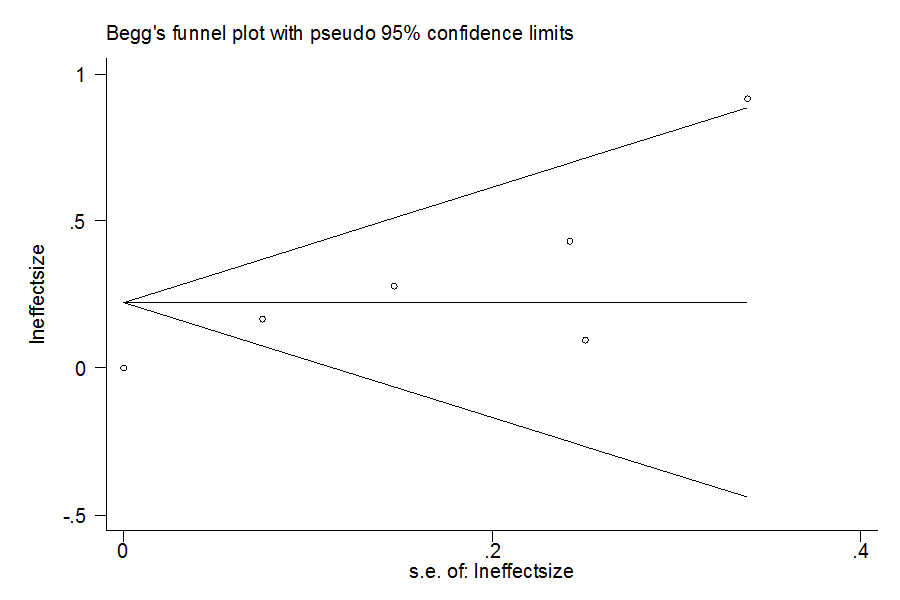 Begg's funnel plot with pseudo 95% confidence limits
lneffectsize
1
.5
0
-.5
0
.2
.4
s.e. of: lneffectsize